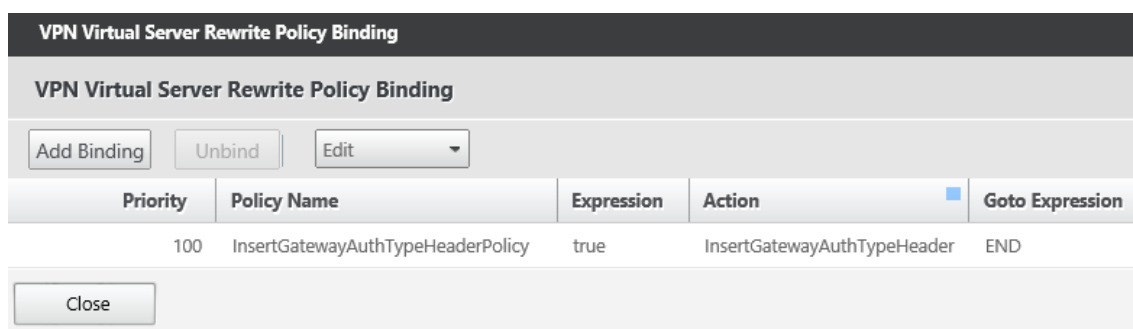 VPN Virtual Server Rewrite Policy Binding
VPN Virtual Server Rewrite Policy Binding
Add Binding Unbind Edit
Priority Policy Name Expression Action Goto Expression
100 InsertGatewayAuthTypeHeaderPolicy true InsertGatewayAuthTypeHeader END
Close